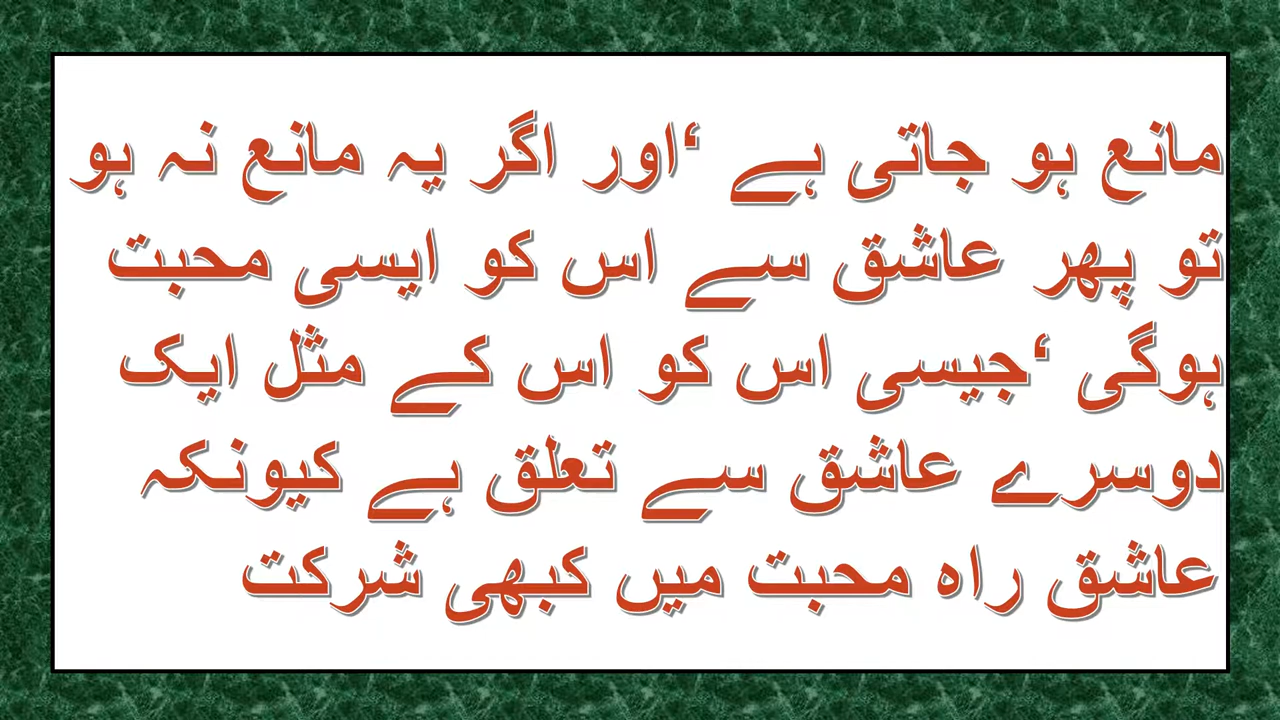 مانع ہو جاتی ہے ‘اور اگر یہ مانع نہ ہو
تو پھر عاشق سے اس کو ایسی محبت
ہوگی ‘جیسی اس کو اس کے مثل ایک
دوسرے عاشق سے تعلق ہے کیونکہ
عاشق راہ محبت میں کبھی شرکت